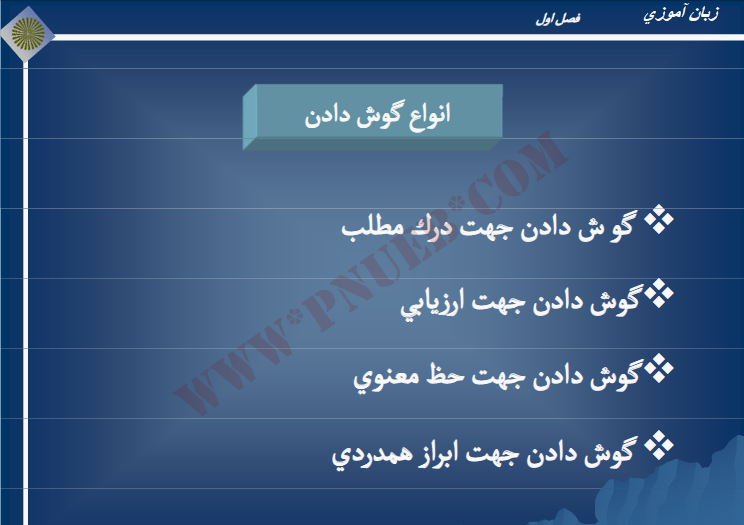 زبان آموزي
فصل اول
انواع گوش دادن
گو ش دادن جهت درك مطلب
گوش دادن جهت ارزيابي
گوش دادن جهت حظ معنوي
گوش دادن جهت ابراز همدردي
WWW*PNUEB*COM